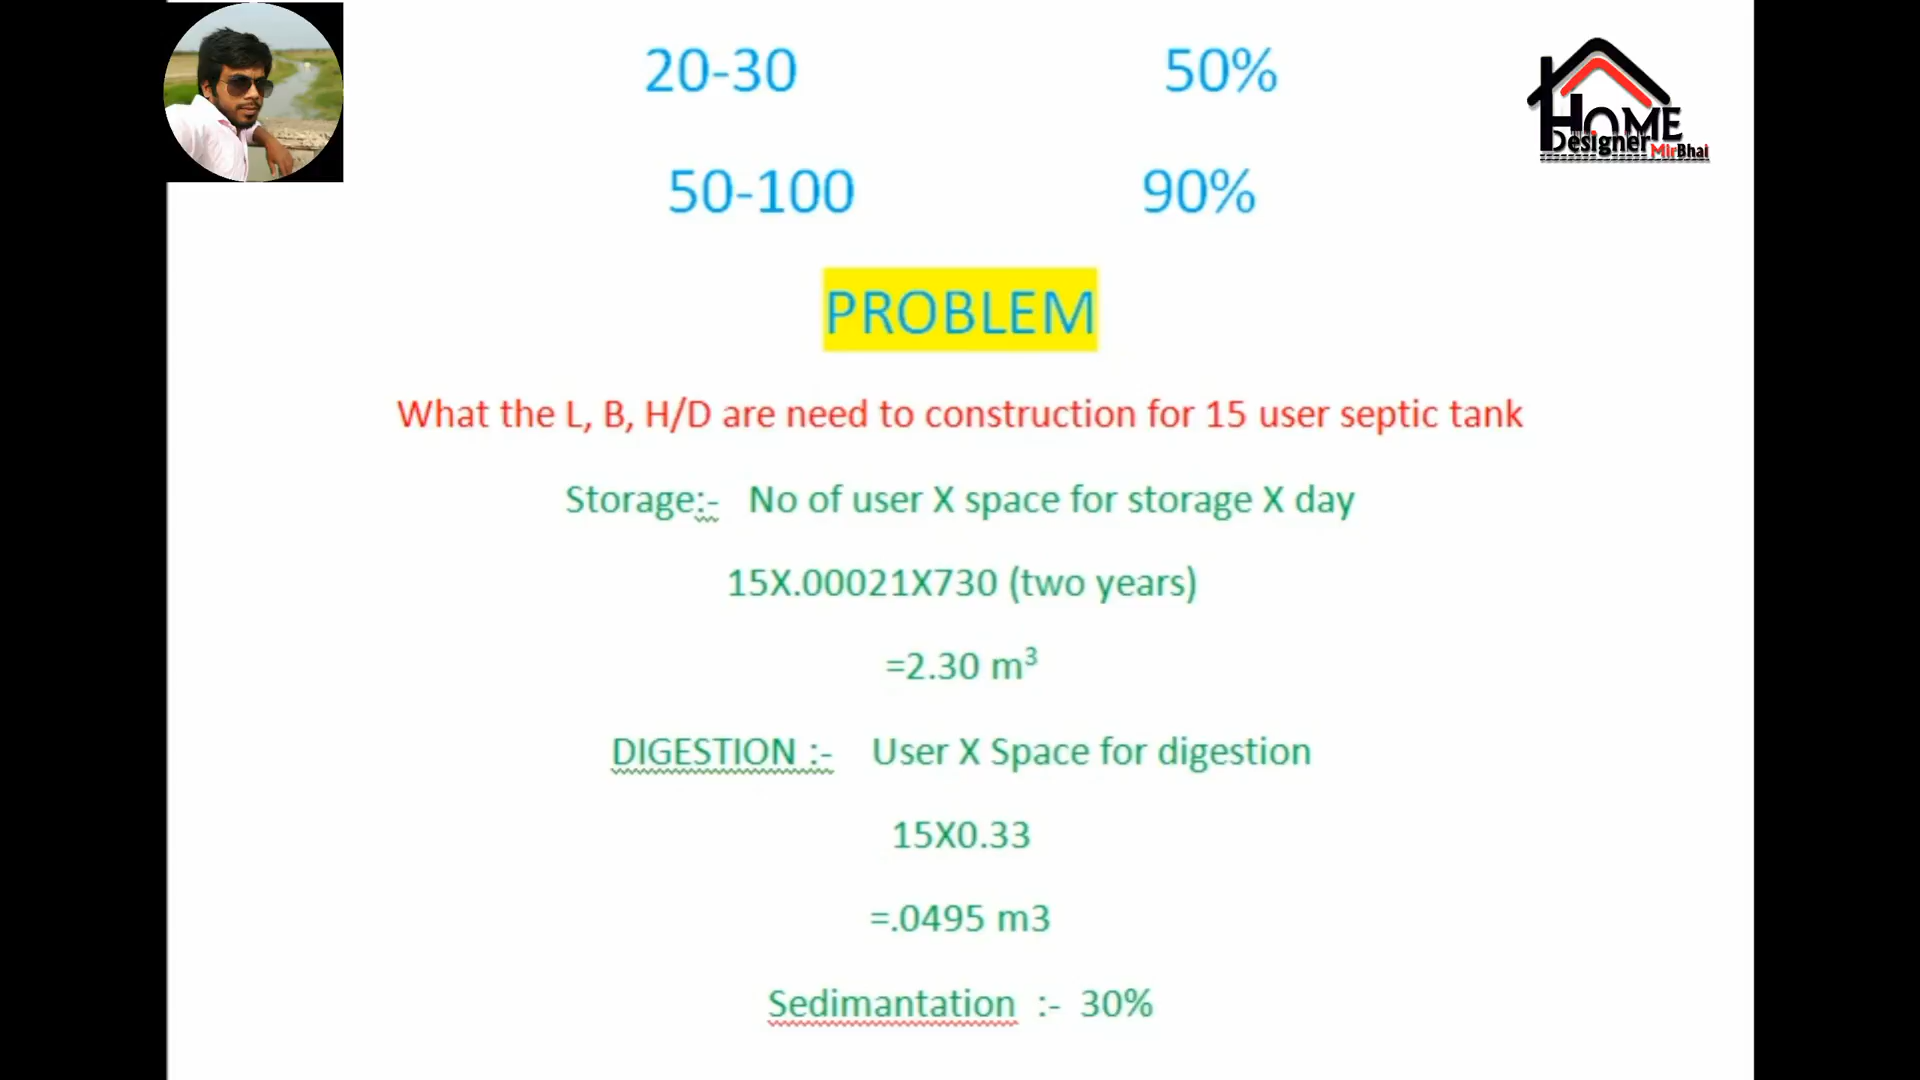 20-30 50%
HOME
Designer MirBhai
50-100 90%
PROBLEM
What the L, B, H/D are need to construction for 15 user septic tank
Storage:- No of user X space for storage X day
15X.00021X730 (two years)
=2.30 m³
DIGESTION :- User X Space for digestion
15X0.33
=.0495 m3
Sedimantation :- 30%